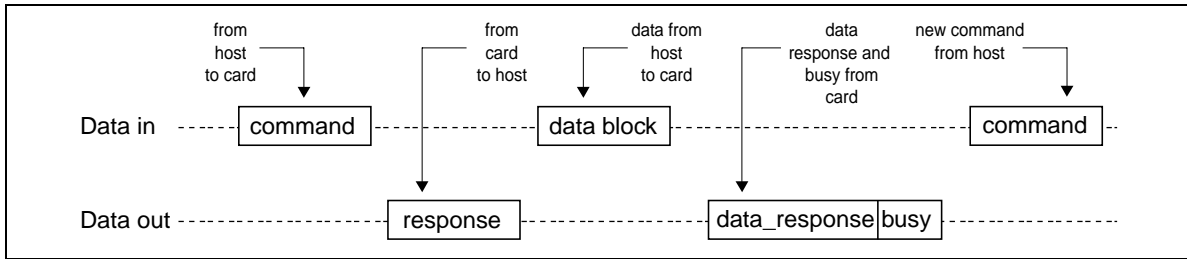 from
host
to card
from
card
to host
data from
host
to card
data
response and
busy from
card
new command
from host
Data in
command
data block
command
Data out
response
data_response
busy